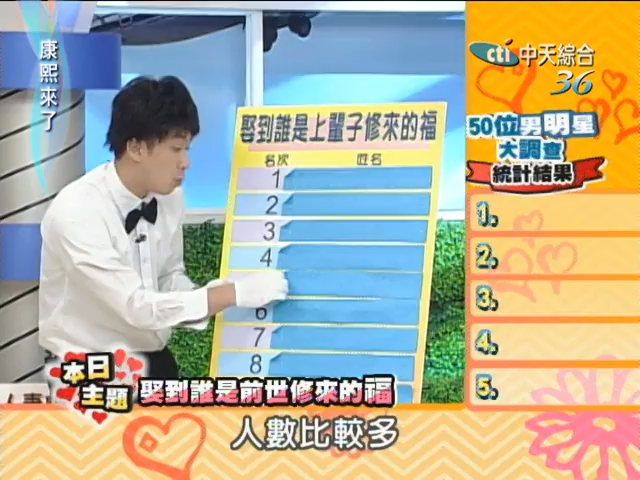 康熙來了
cti 中天綜合
36
50位男明星
大調查
統計結果
1.
2.
3.
4.
5.
娶到誰是上輩子修來的福
名次 姓名
1
2
3
4
6
7
8
本日
主題
娶到誰是前世修來的福
人數比較多